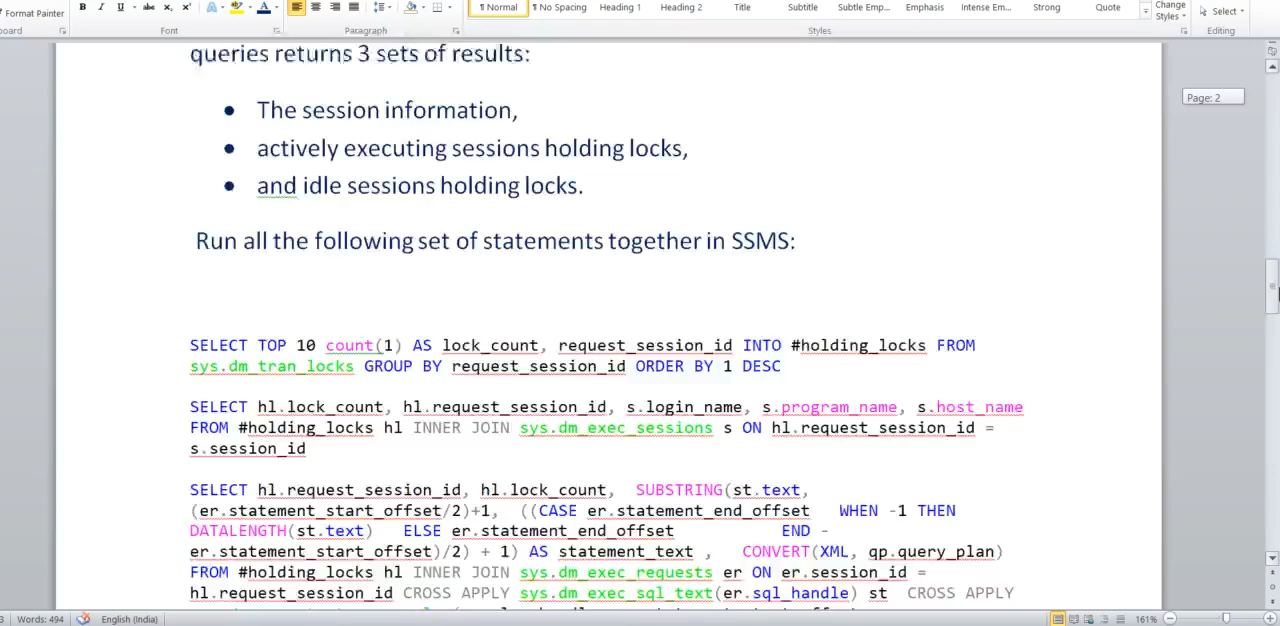 Format Painter B I U abc x, x² A A ¶ Normal ¶ No Spacing Heading 1 Heading 2 Title Subtitle Subtle Emp... Emphasis Intense Em... Strong Quote Change Styles Select
board Font Paragraph Styles Editing
queries returns 3 sets of results:
Page: 2
• The session information,
• actively executing sessions holding locks,
• and idle sessions holding locks.
Run all the following set of statements together in SSMS:
SELECT TOP 10 count(1) AS lock_count, request_session_id INTO #holding_locks FROM
sys.dm_tran_locks GROUP BY request_session_id ORDER BY 1 DESC
SELECT hl.lock_count, hl.request_session_id, s.login_name, s.program_name, s.host_name
FROM #holding_locks hl INNER JOIN sys.dm_exec_sessions s ON hl.request_session_id =
s.session_id
SELECT hl.request_session_id, hl.lock_count, SUBSTRING(st.text,
(er.statement_start_offset/2)+1, ((CASE er.statement_end_offset WHEN -1 THEN
DATALENGTH(st.text) ELSE er.statement_end_offset END -
er.statement_start_offset)/2) + 1) AS statement_text , CONVERT(XML, qp.query_plan)
FROM #holding_locks hl INNER JOIN sys.dm_exec_requests er ON er.session_id =
hl.request_session_id CROSS APPLY sys.dm_exec_sql_text(er.sql_handle) st CROSS APPLY
3 Words: 494 English (India) 161%